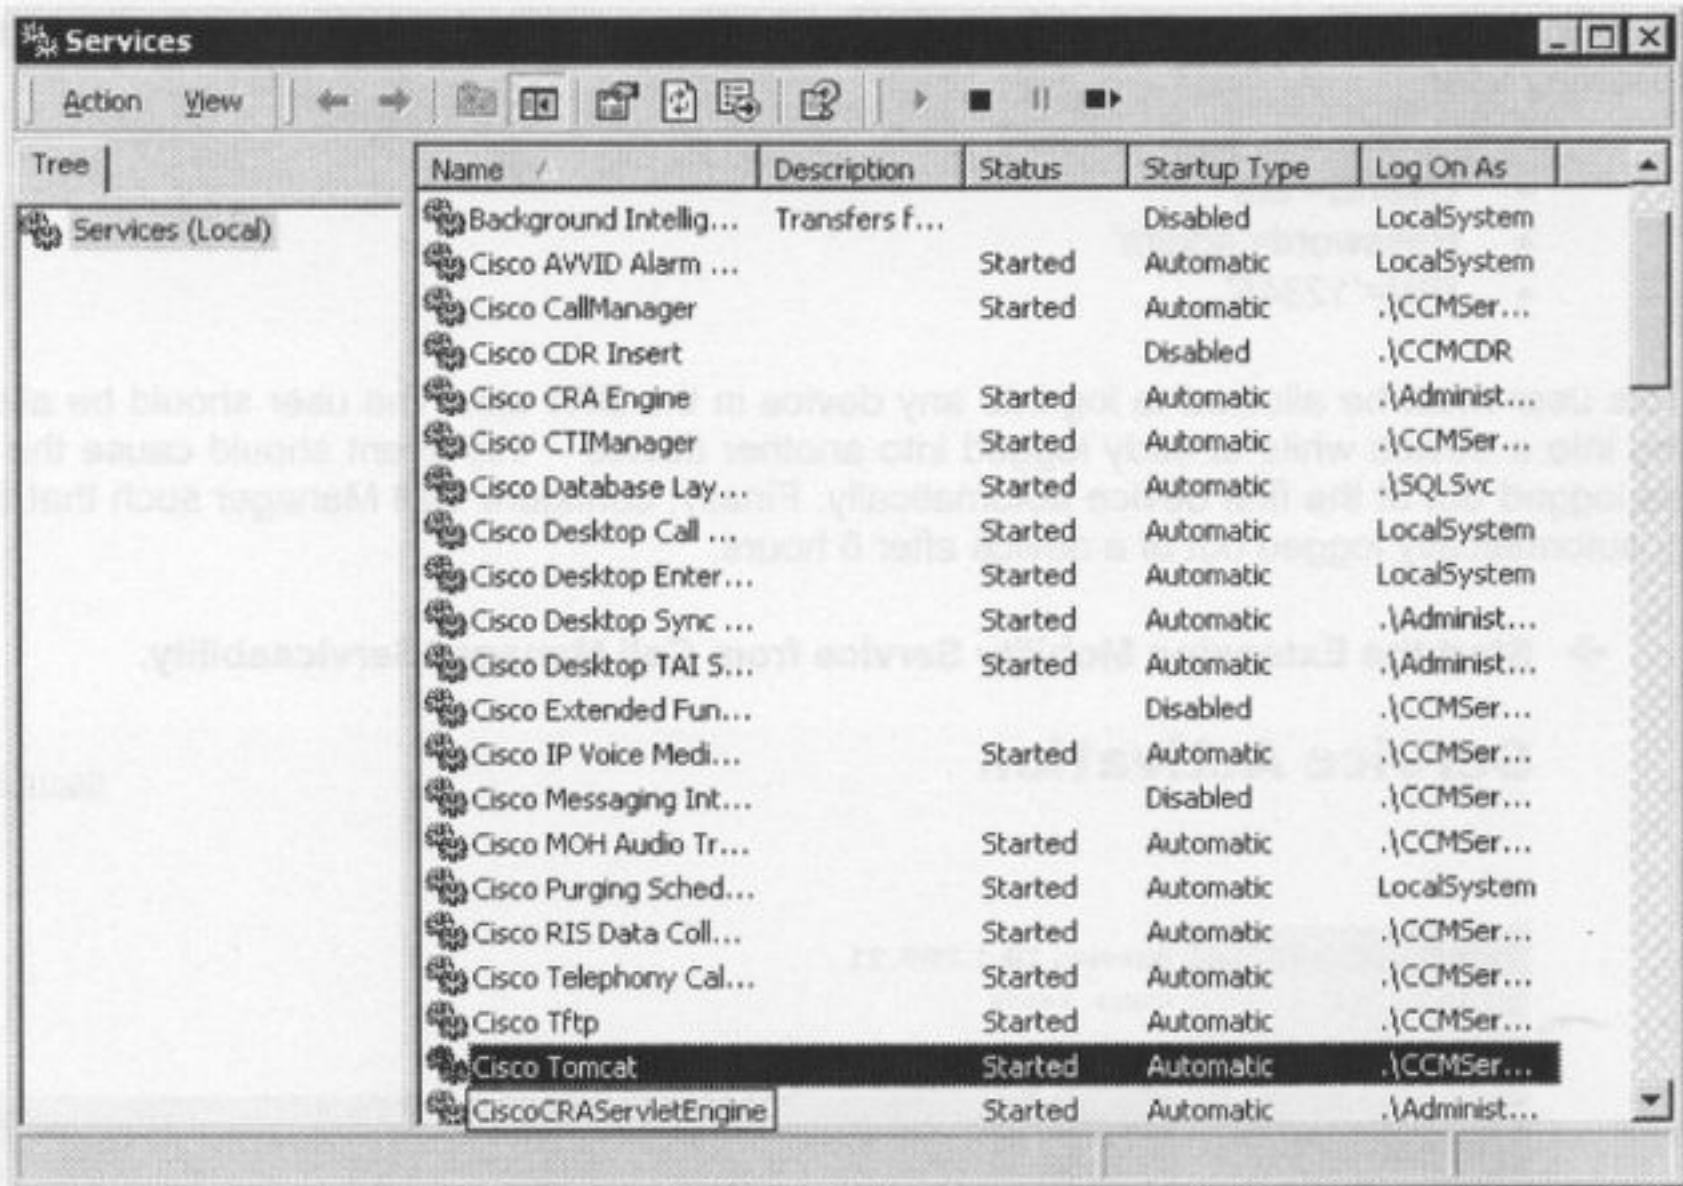 Services
Action View
Tree
Services (Local)
Name Description Status Startup Type Log On As
Background Intellig... Transfers f... Disabled LocalSystem
Cisco AVVID Alarm ... Started Automatic LocalSystem
Cisco CallManager Started Automatic .\CCMSer...
Cisco CDR Insert Disabled .\CCMCDR
Cisco CRA Engine Started Automatic .\Administ...
Cisco CTIManager Started Automatic .\CCMSer...
Cisco Database Lay... Started Automatic .\SQLSvc
Cisco Desktop Call ... Started Automatic LocalSystem
Cisco Desktop Enter... Started Automatic LocalSystem
Cisco Desktop Sync ... Started Automatic .\Administ...
Cisco Desktop TAI S... Started Automatic .\Administ...
Cisco Extended Fun... Disabled .\CCMSer...
Cisco IP Voice Medi... Started Automatic .\CCMSer...
Cisco Messaging Int... Disabled .\CCMSer...
Cisco MOH Audio Tr... Started Automatic .\CCMSer...
Cisco Purging Sched... Started Automatic LocalSystem
Cisco RIS Data Coll... Started Automatic .\CCMSer...
Cisco Telephony Cal... Started Automatic .\CCMSer...
Cisco Tftp Started Automatic .\CCMSer...
Cisco Tomcat Started Automatic .\CCMSer...
CiscoCRAServletEngine Started Automatic .\Administ...